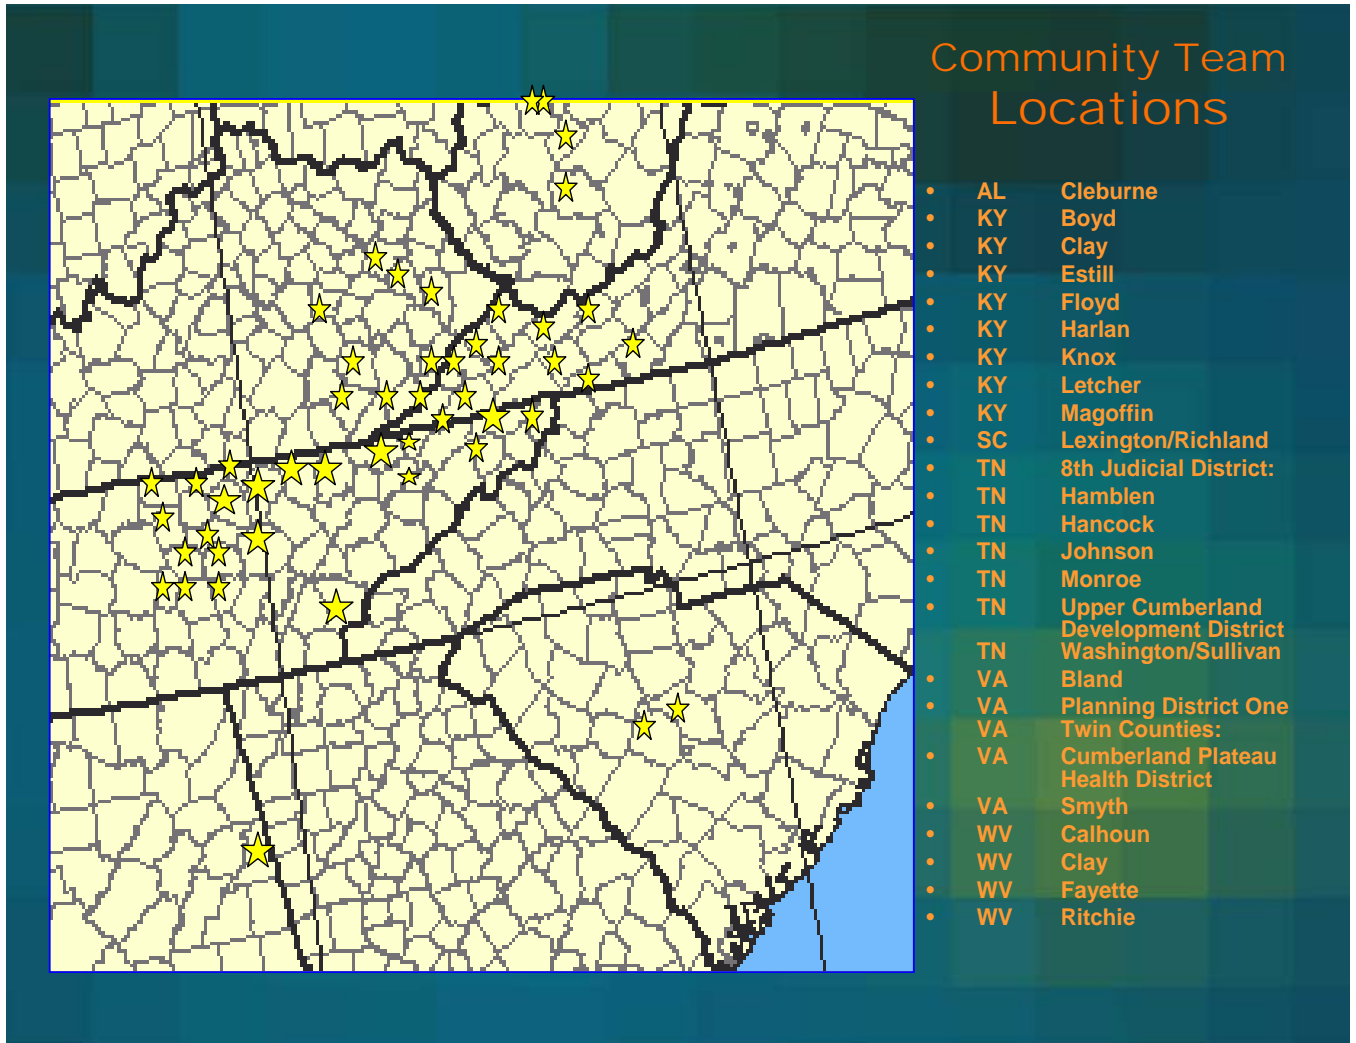 Community Team
Locations
• AL Cleburne
• KY Boyd
• KY Clay
• KY Estill
• KY Floyd
• KY Harlan
• KY Knox
• KY Letcher
• KY Magoffin
• SC Lexington/Richland
• TN 8th Judicial District:
• TN Hamblen
• TN Hancock
• TN Johnson
• TN Monroe
• TN Upper Cumberland
Development District
TN Washington/Sullivan
• VA Bland
• VA Planning District One
VA Twin Counties:
• VA Cumberland Plateau
Health District
• VA Smyth
• WV Calhoun
• WV Clay
• WV Fayette
• WV Ritchie